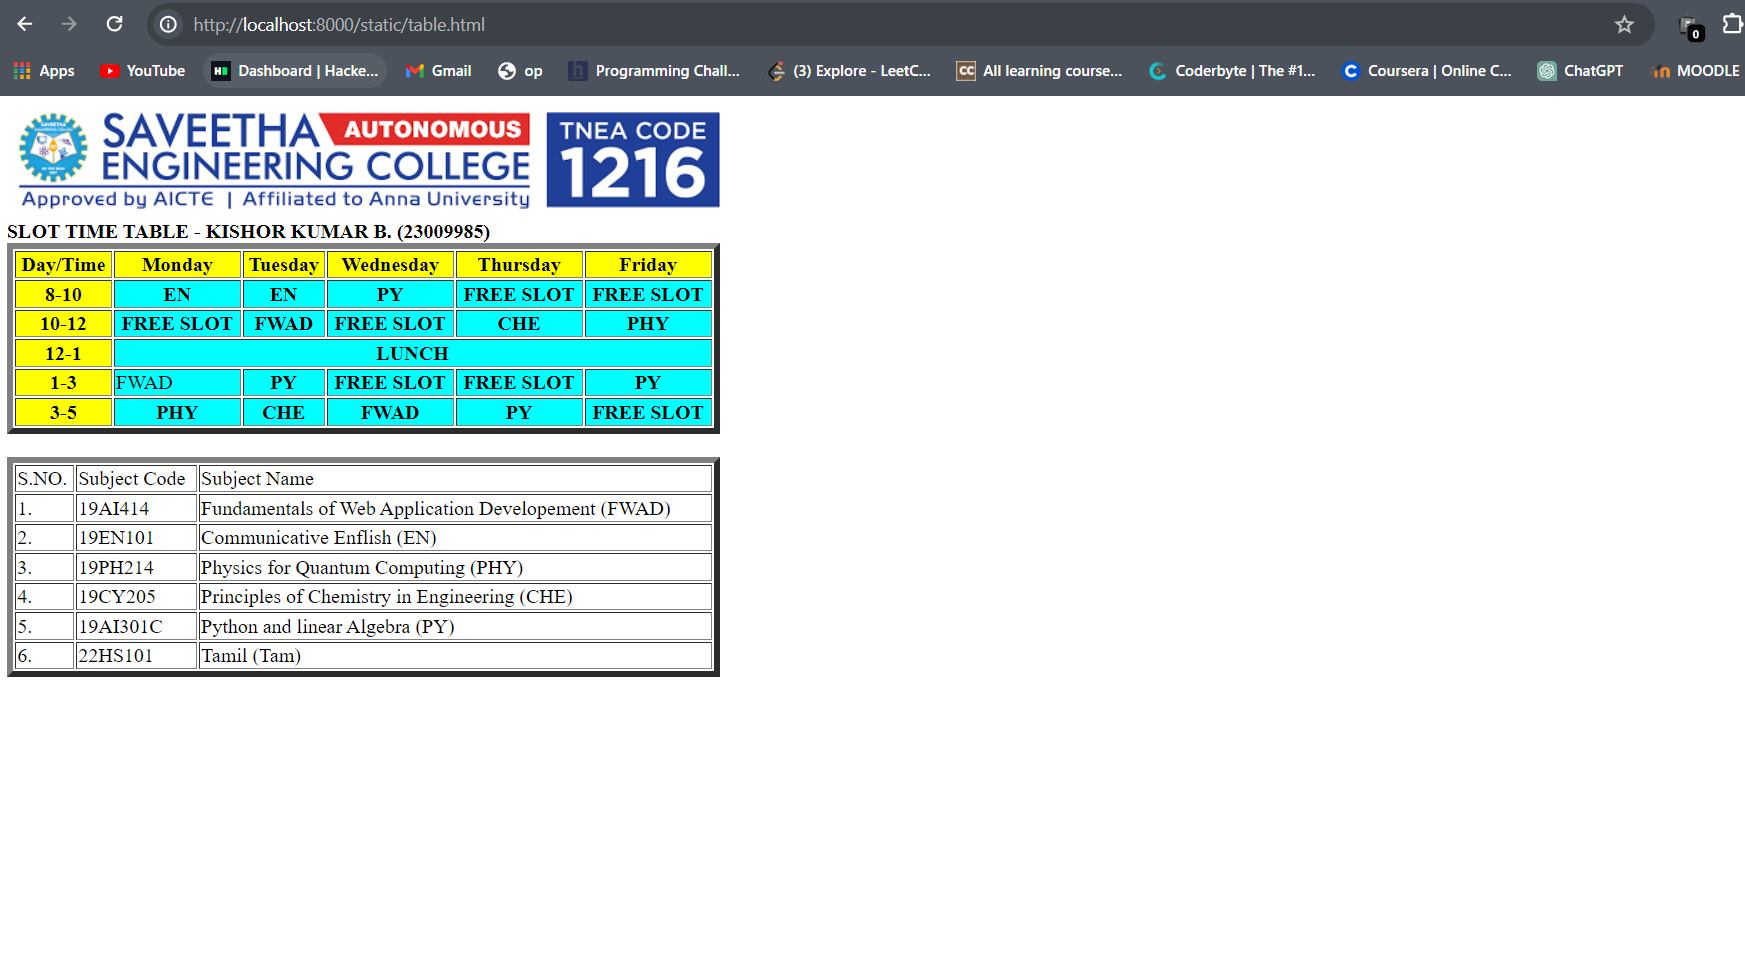 http://localhost:8000/static/table.html
0
Apps YouTube Dashboard | Hacke... Gmail op Programming Chall... (3) Explore - LeetC... All learning course... Coderbyte | The #1... Coursera | Online C... ChatGPT MOODLE
SAVEETHA AUTONOMOUS
ENGINEERING COLLEGE
Approved by AICTE | Affiliated to Anna University
TNEA CODE
1216
SLOT TIME TABLE - KISHOR KUMAR B. (23009985)
Day/Time Monday Tuesday Wednesday Thursday Friday
8-10 EN EN PY FREE SLOT FREE SLOT
10-12 FREE SLOT FWAD FREE SLOT CHE PHY
12-1 LUNCH
1-3 FWAD PY FREE SLOT FREE SLOT PY
3-5 PHY CHE FWAD PY FREE SLOT
S.NO. Subject Code Subject Name
1. 19AI414 Fundamentals of Web Application Developement (FWAD)
2. 19EN101 Communicative Enflish (EN)
3. 19PH214 Physics for Quantum Computing (PHY)
4. 19CY205 Principles of Chemistry in Engineering (CHE)
5. 19AI301C Python and linear Algebra (PY)
6. 22HS101 Tamil (Tam)